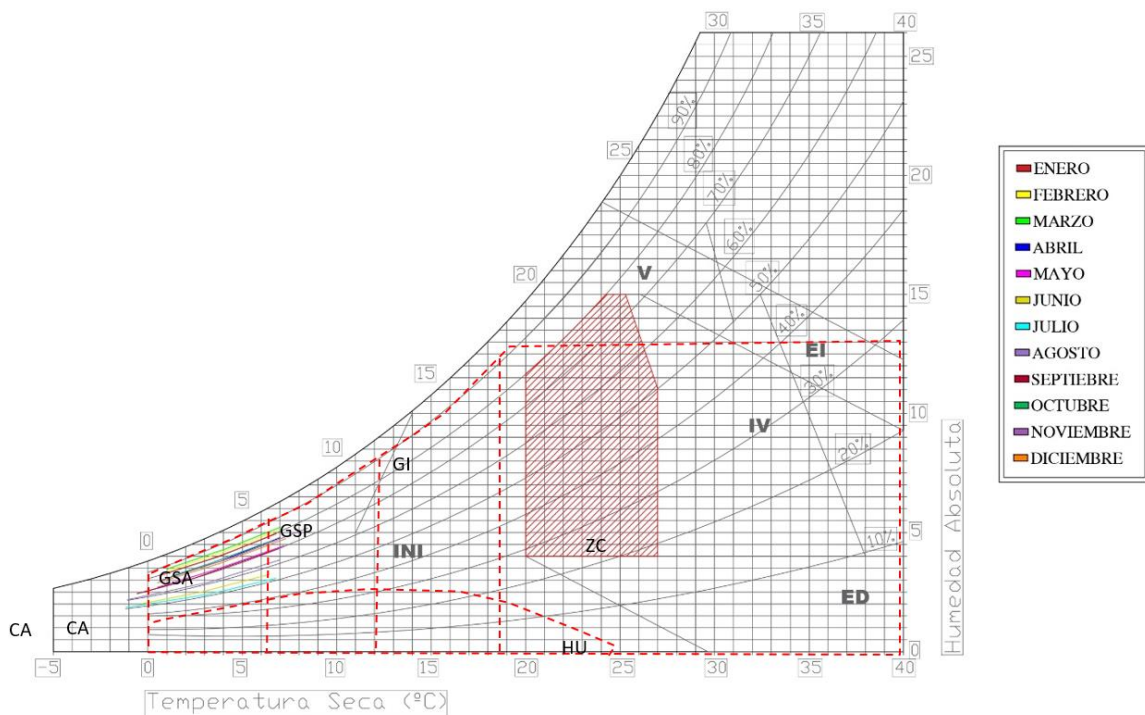 30
40
25
90%
80%
25
70%
20
60%
20
50%
V
15
40%
EI
30%
15
10
IV
20%
10
GI
5
GSP
INI
10%
5
0
GSA
ZC
ED
CA
CA
HU
0
-5
0
5
10
15
20
25
30
35
40
Temperatura Seca (ºC)
Humedad Absoluta
ENERO
FEBRERO
MARZO
ABRIL
MAYO
JUNIO
JULIO
AGOSTO
SEPTIEBRE
OCTUBRE
NOVIEMBRE
DICIEMBRE
35